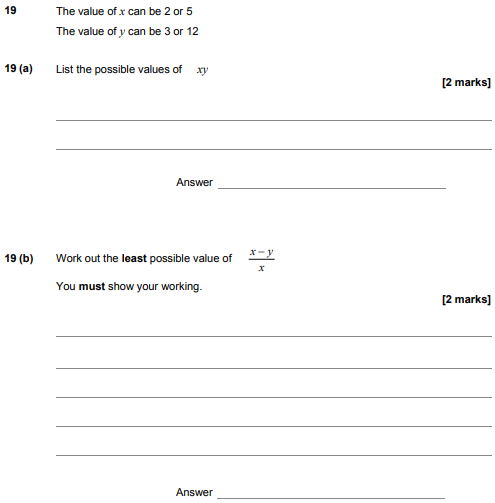 19 The value of x can be 2 or 5
The value of y can be 3 or 12
19 (a) List the possible values of xy
[2 marks]
Answer
19 (b) Work out the least possible value of x – y
x
You must show your working.
[2 marks]
Answer